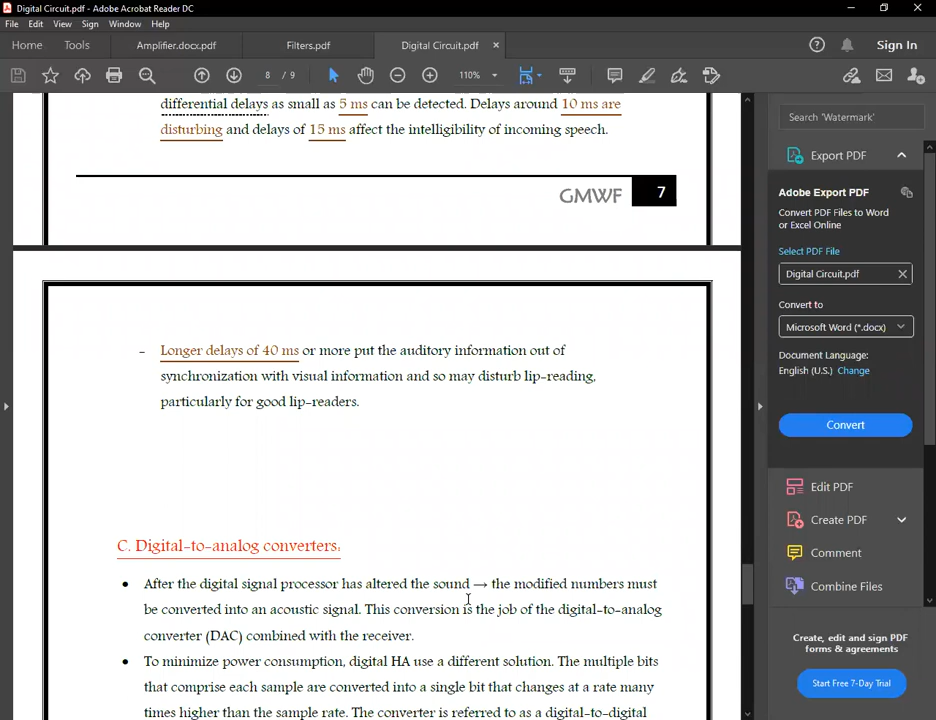 Digital Circuit.pdf - Adobe Acrobat Reader DC
File Edit View Sign Window Help
Home Tools Amplifier.docx.pdf Filters.pdf Digital Circuit.pdf × Sign In
8 / 9 110%
differential delays as small as 5 ms can be detected. Delays around 10 ms are
disturbing and delays of 15 ms affect the intelligibility of incoming speech.
GMWF 7
- Longer delays of 40 ms or more put the auditory information out of
synchronization with visual information and so may disturb lip-reading,
particularly for good lip-readers.
C. Digital-to-analog converters:
• After the digital signal processor has altered the sound → the modified numbers must
be converted into an acoustic signal. This conversion is the job of the digital-to-analog
converter (DAC) combined with the receiver.
• To minimize power consumption, digital HA use a different solution. The multiple bits
that comprise each sample are converted into a single bit that changes at a rate many
times higher than the sample rate. The converter is referred to as a digital-to-digital
Search 'Watermark'
Export PDF
Adobe Export PDF
Convert PDF Files to Word
or Excel Online
Select PDF File
Digital Circuit.pdf
Convert to
Microsoft Word (*.docx)
Document Language:
English (U.S.) Change
Convert
Edit PDF
Create PDF
Comment
Combine Files
Create, edit and sign PDF
forms & agreements
Start Free 7-Day Trial